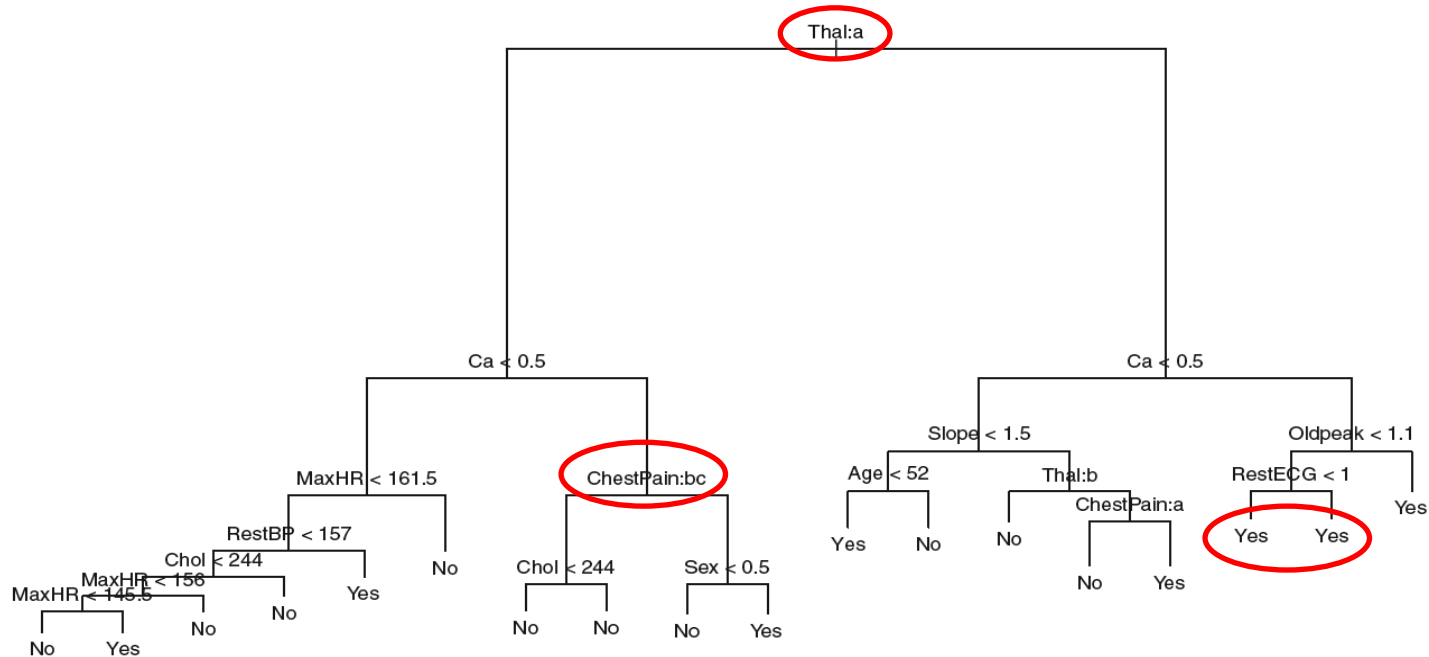 Thal:a
Ca < 0.5
Ca < 0.5
Slope < 1.5
Oldpeak < 1.1
MaxHR < 161.5
ChestPain:bc
Age < 52
Thal:b
RestECG < 1
ChestPain:a
Yes
RestBP < 157
Yes
No
No
Yes
Yes
Chol < 244
No
Chol < 244
Sex < 0.5
No
Yes
MaxHR < 156
Yes
MaxHR < 145.5
No
No
No
No
No
Yes
No
Yes